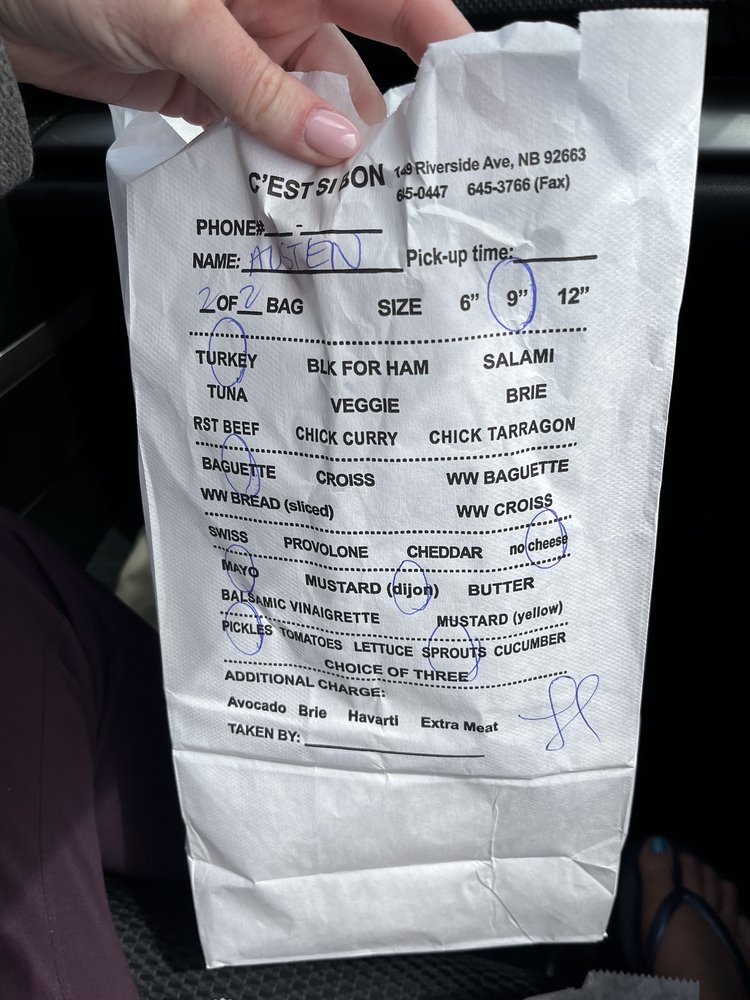 C'EST SI BON 149 Riverside Ave, NB 92663
645-0447 645-3766 (Fax)
PHONE#___-______
NAME: AUSTEN Pick-up time:______
2 OF 2 BAG SIZE 6” 9” 12”
TURKEY BLK FOR HAM SALAMI
TUNA VEGGIE BRIE
RST BEEF CHICK CURRY CHICK TARRAGON
BAGUETTE CROISS WW BAGUETTE
WW BREAD (sliced) WW CROISS
SWISS PROVOLONE CHEDDAR no cheese
MAYO MUSTARD (dijon) BUTTER
BALSAMIC VINAIGRETTE MUSTARD (yellow)
PICKLES TOMATOES LETTUCE SPROUTS CUCUMBER
CHOICE OF THREE
ADDITIONAL CHARGE:
Avocado Brie Havarti Extra Meat
TAKEN BY:______